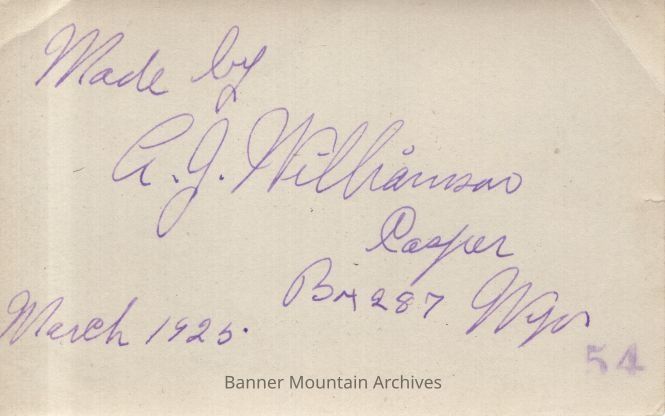 Made by
A. J. Williamson
Casper
Bx 287 Wyo
March 1925.
54
Banner Mountain Archives